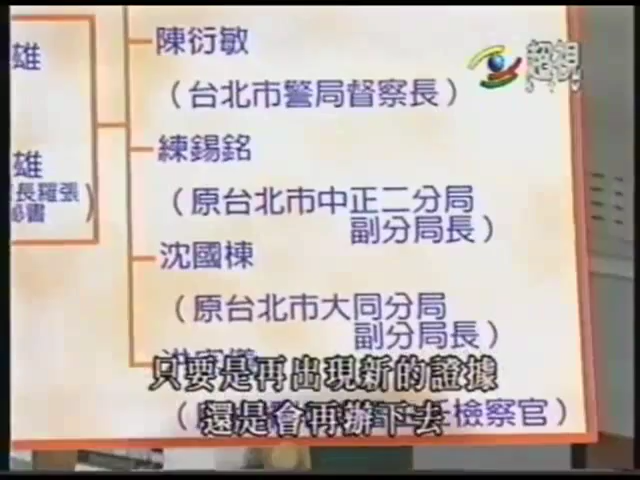 雄
陳衍敏
（台北市警局督察長）
超視
雄
長羅張
祕書）
練錫銘
（原台北市中正二分局
副分局長）
沈國棟
（原台北市大同分局
副分局長）
只要是再出現新的證據
還是會再辦下去
檢察官）